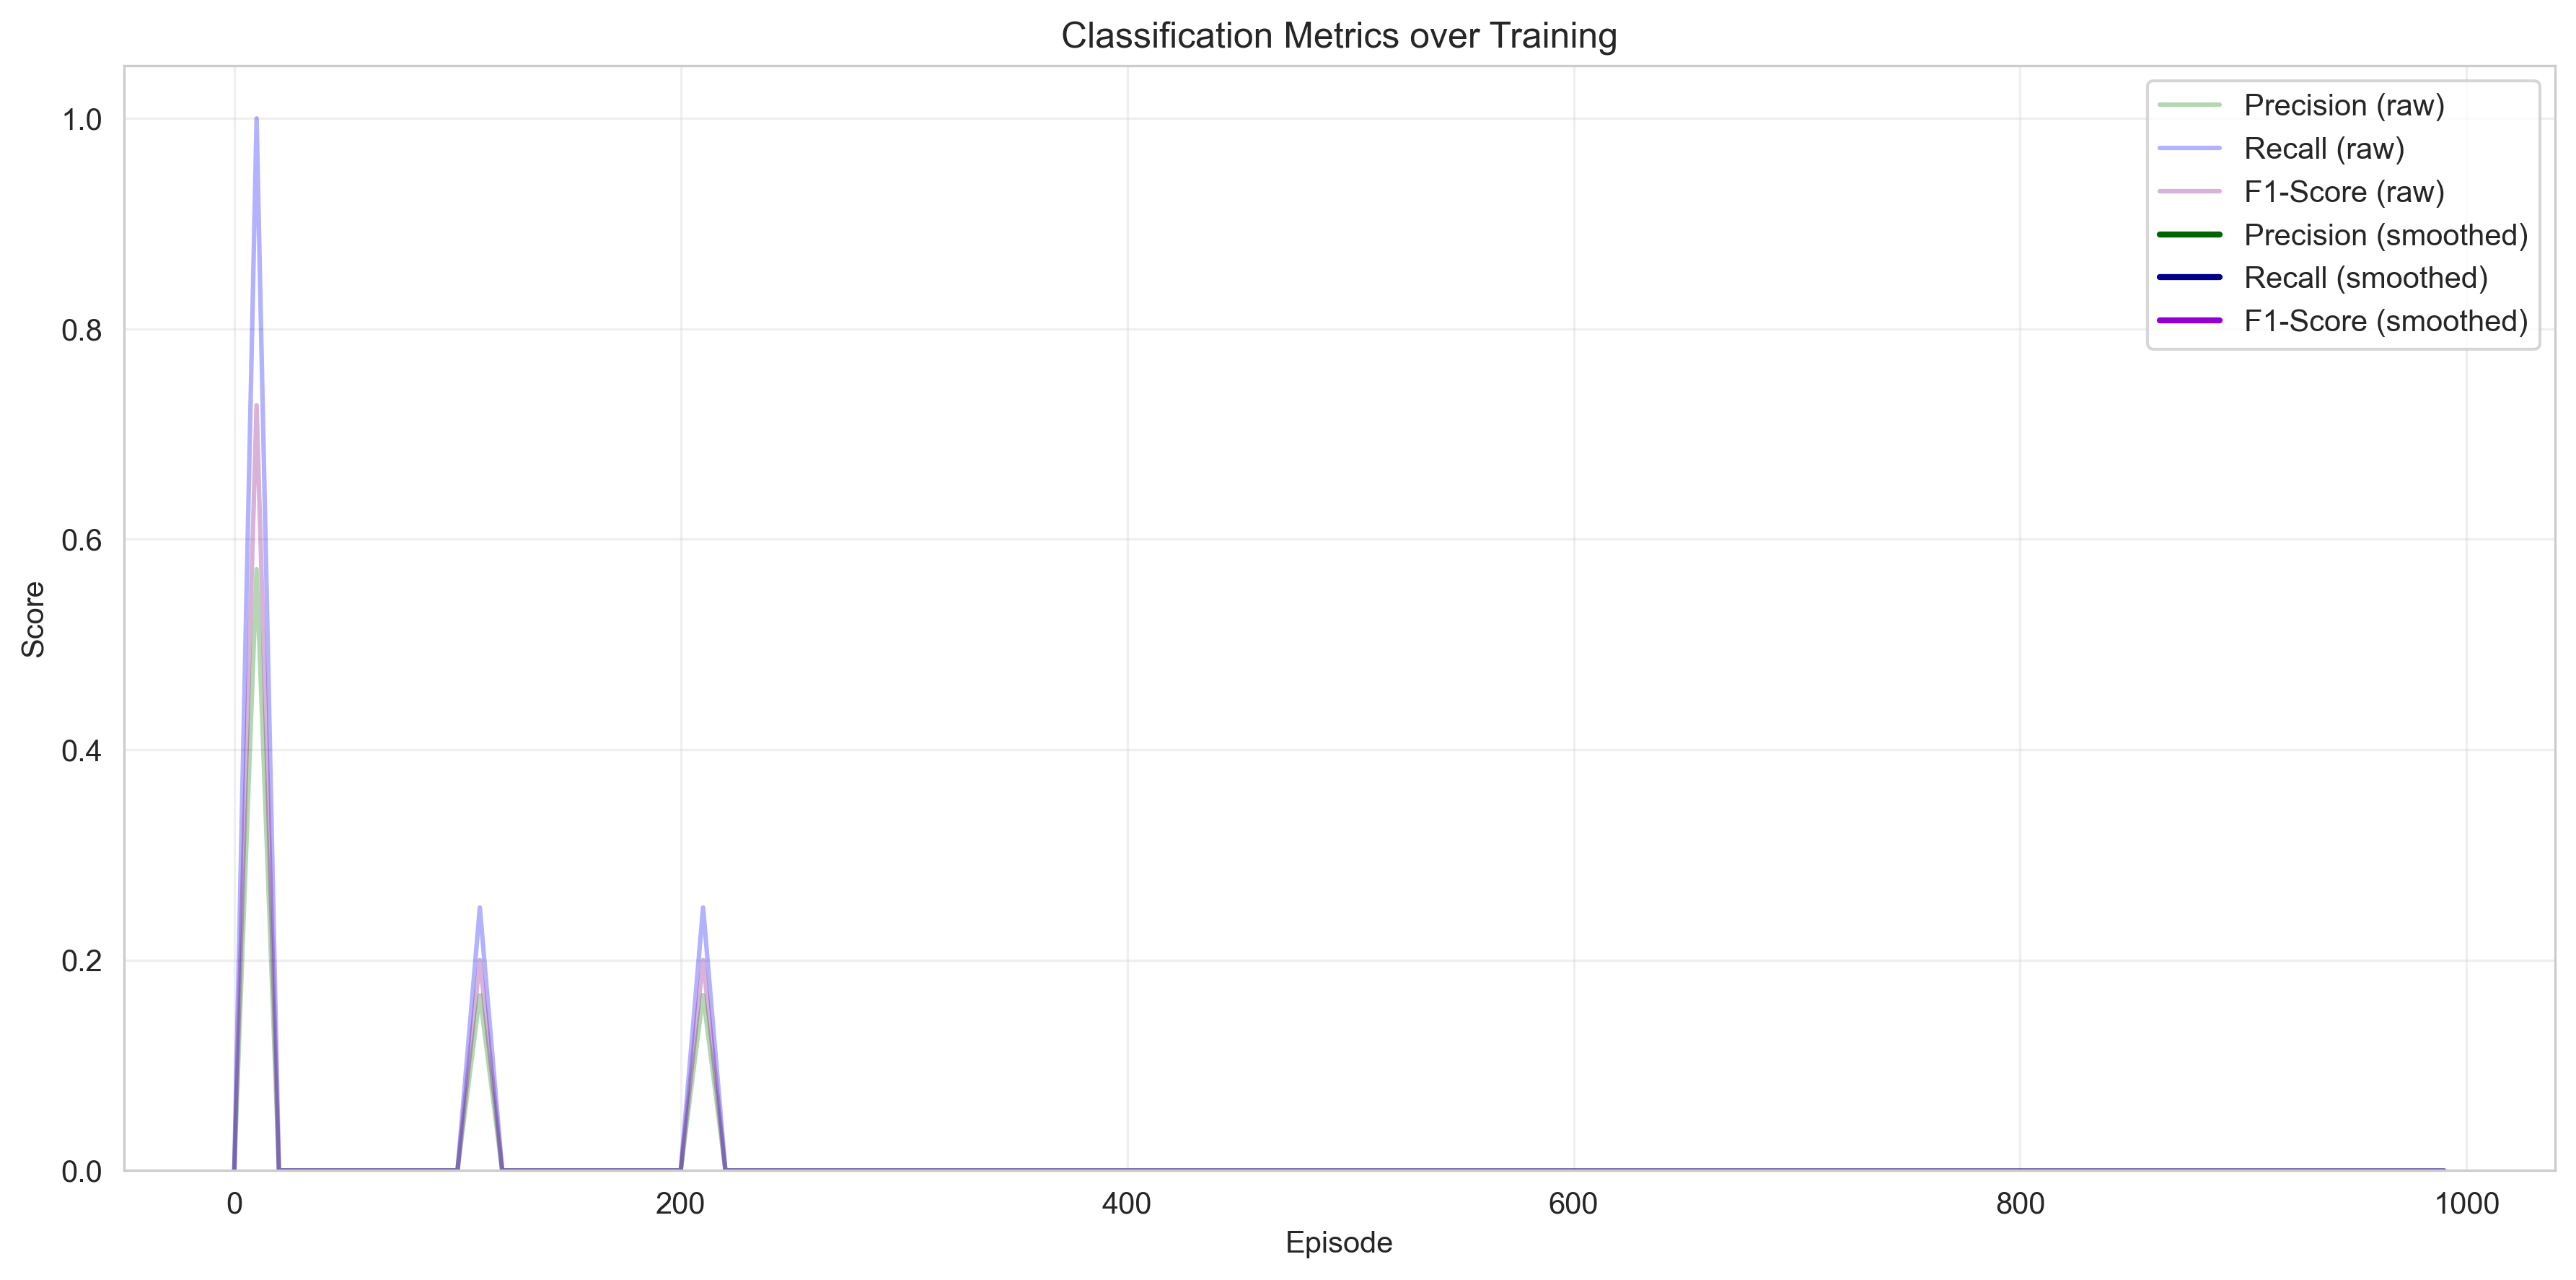 Classification Metrics over Training
Precision (raw)
Recall (raw)
F1-Score (raw)
Precision (smoothed)
Recall (smoothed)
F1-Score (smoothed)
1.0
0.8
0.6
0.4
0.2
0.0
Score
0 200 400 600 800 1000
Episode